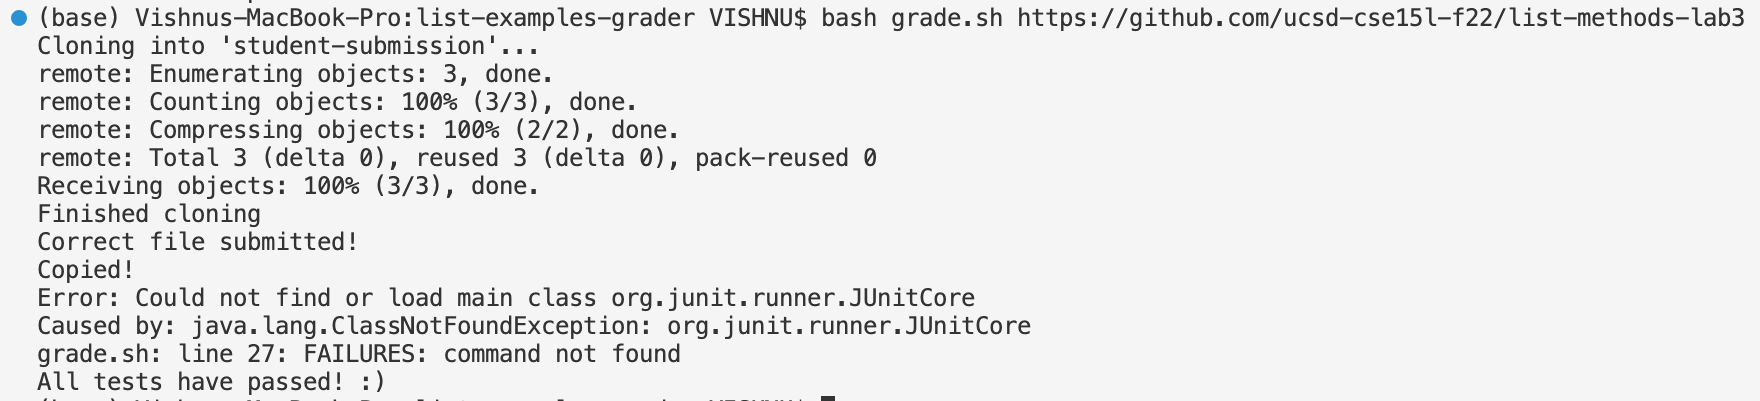 (base) Vishnus-MacBook-Pro:list-examples-grader VISHNU$ bash grade.sh https://github.com/ucsd-cse15l-f22/list-methods-lab3
Cloning into 'student-submission'...
remote: Enumerating objects: 3, done.
remote: Counting objects: 100% (3/3), done.
remote: Compressing objects: 100% (2/2), done.
remote: Total 3 (delta 0), reused 3 (delta 0), pack-reused 0
Receiving objects: 100% (3/3), done.
Finished cloning
Correct file submitted!
Copied!
Error: Could not find or load main class org.junit.runner.JUnitCore
Caused by: java.lang.ClassNotFoundException: org.junit.runner.JUnitCore
grade.sh: line 27: FAILURES: command not found
All tests have passed! :)